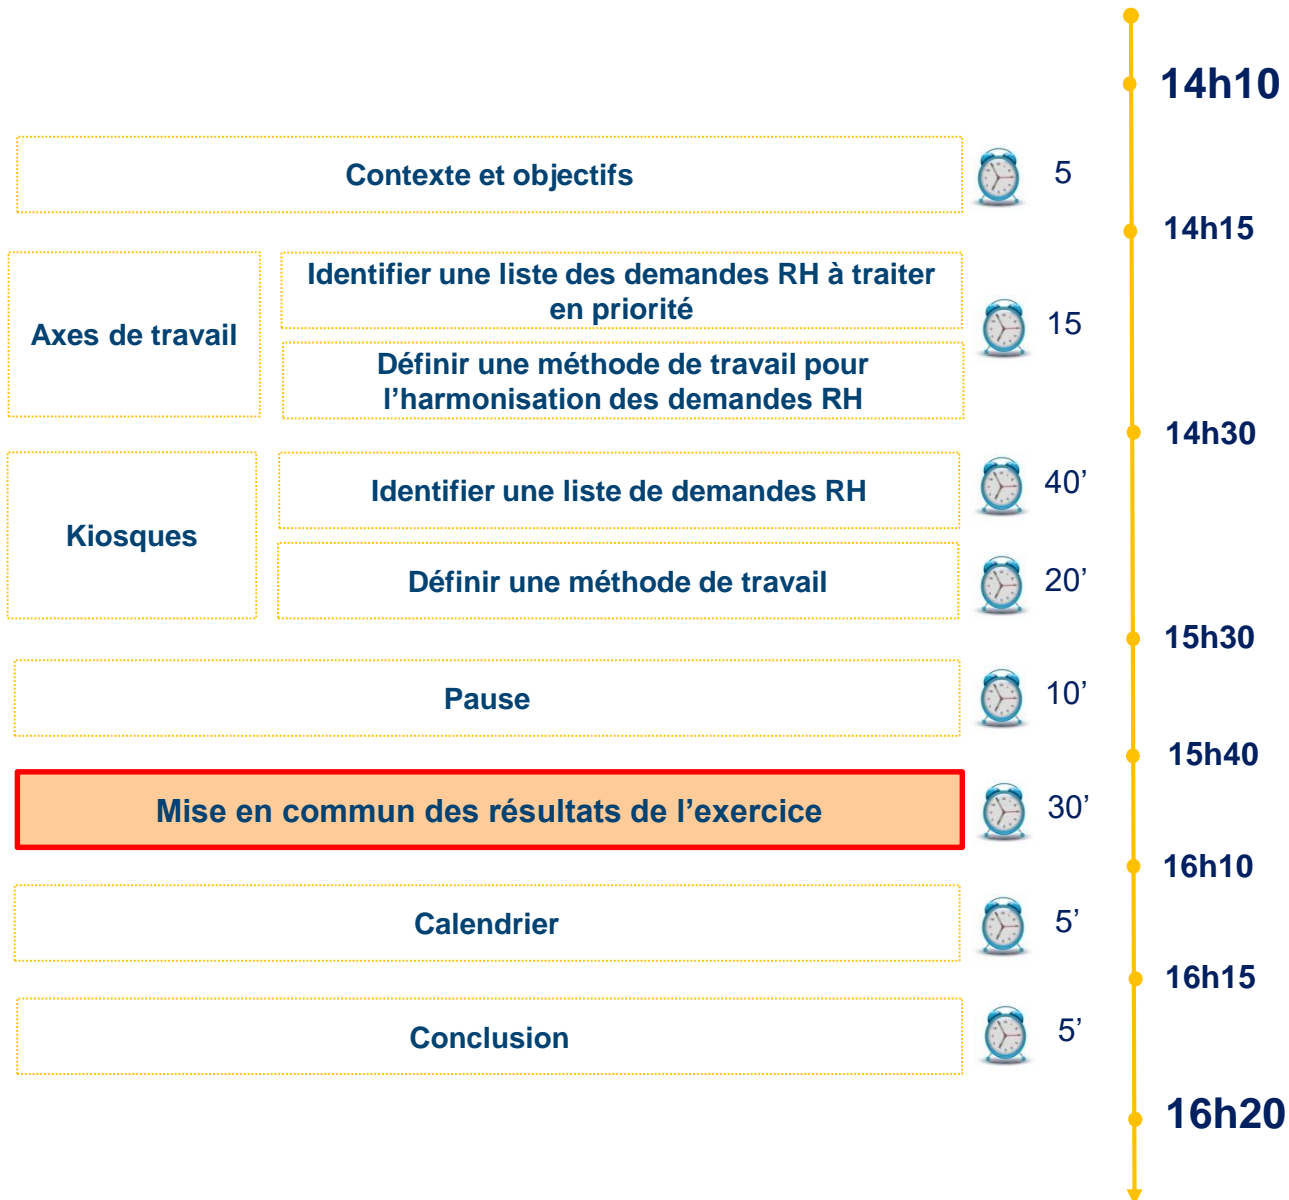 14h10
Contexte et objectifs
5
14h15
Axes de travail
Identifier une liste des demandes RH à traiter
en priorité
15
Définir une méthode de travail pour
l’harmonisation des demandes RH
14h30
Kiosques
Identifier une liste de demandes RH
40’
Définir une méthode de travail
20’
15h30
Pause
10’
15h40
Mise en commun des résultats de l’exercice
30’
16h10
Calendrier
5’
16h15
Conclusion
5’
16h20